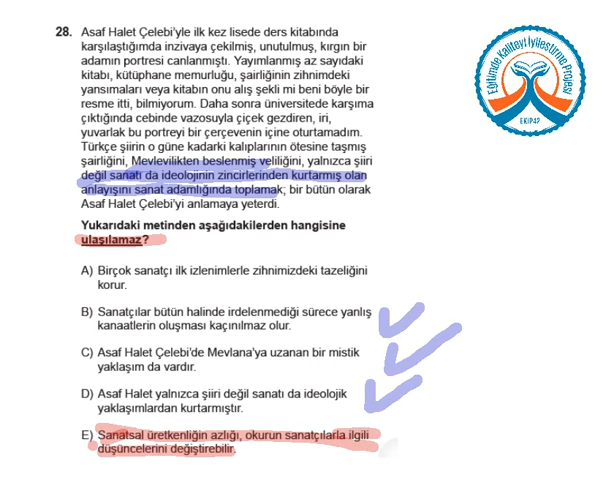 28. Asaf Halet Çelebi'yle ilk kez lisede ders kitabında
karşılaştığımda inzivaya çekilmiş, unutulmuş, kırgın bir
adamın portresi canlanmıştı. Yayımlanmış az sayıdaki
kitabı, kütüphane memurluğu, şairliğinin zihnimdeki
yansımaları veya kitabın onu alış şekli mi beni böyle bir
resme itti, bilmiyorum. Daha sonra üniversitede karşıma
çıktığında cebinde vazosuyla çiçek gezdiren, iri,
yuvarlak bu portreyi bir çerçevenin içine oturtamadım.
Türkçe şiirin o güne kadarki kalıplarının ötesine taşmış
şairliğini, Mevlevilikten beslenmiş veliliğini, yalnızca şiiri
değil sanatı da ideolojinin zincirlerinden kurtarmış olan
anlayışını sanat adamlığında toplamak; bir bütün olarak
Asaf Halet Çelebi'yi anlamaya yeterdi.
Yukarıdaki metinden aşağıdakilerden hangisine
ulaşılamaz?
A) Birçok sanatçı ilk izlenimlerle zihnimizdeki tazeliğini
korur.
B) Sanatçılar bütün halinde irdelenmediği sürece yanlış
kanaatlerin oluşması kaçınılmaz olur.
C) Asaf Halet Çelebi'de Mevlana'ya uzanan bir mistik
yaklaşım da vardır.
D) Asaf Halet yalnızca şiiri değil sanatı da ideolojik
yaklaşımlardan kurtarmıştır.
E) Sanatsal üretkenliğin azlığı, okurun sanatçılarla ilgili
düşüncelerini değiştirebilir.
Eğitimde Kaliteyi İyileştirme Projesi
EKİP42